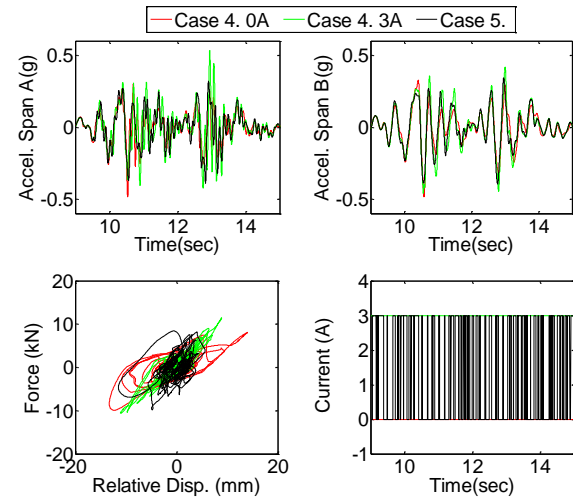 Case 4. 0A Case 4. 3A Case 5.
Accel. Span A(g)
0.5
0
-0.5
10 12 14
Time(sec)
Accel. Span B(g)
0.5
0
-0.5
10 12 14
Time(sec)
Force (kN)
20
10
0
-10
-20
-20 0 20
Relative Disp. (mm)
Currrent (A)
4
3
2
1
0
-1
10 12 14
Time(sec)